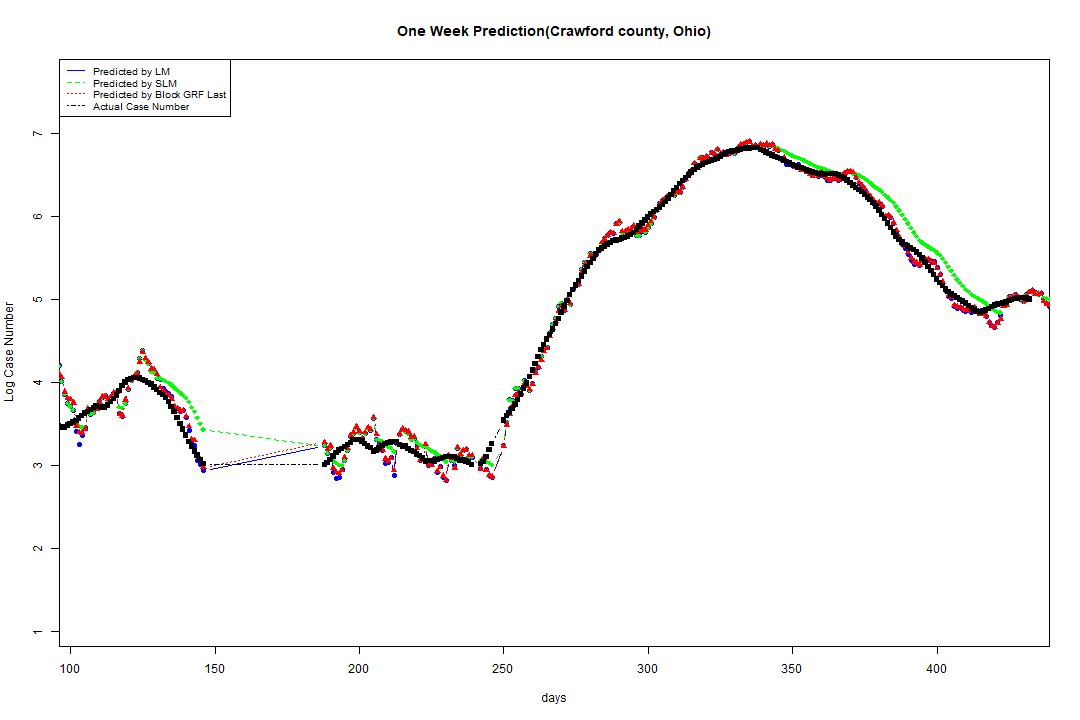 One Week Prediction(Crawford county, Ohio)
Predicted by LM
Predicted by SLM
Predicted by Block GRF Last
Actual Case Number
Log Case Number
7
6
5
4
3
2
1
100 150 200 250 300 350 400
days